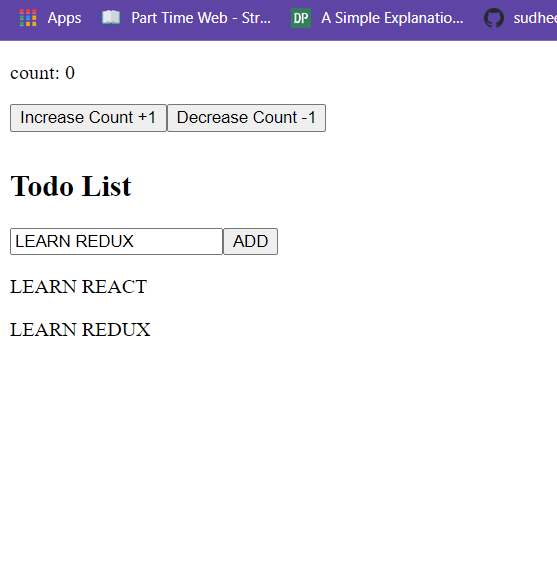 Apps Part Time Web - Str... DP A Simple Explanatio... sudhee
count: 0
Increase Count +1 Decrease Count -1
Todo List
LEARN REDUX ADD
LEARN REACT
LEARN REDUX